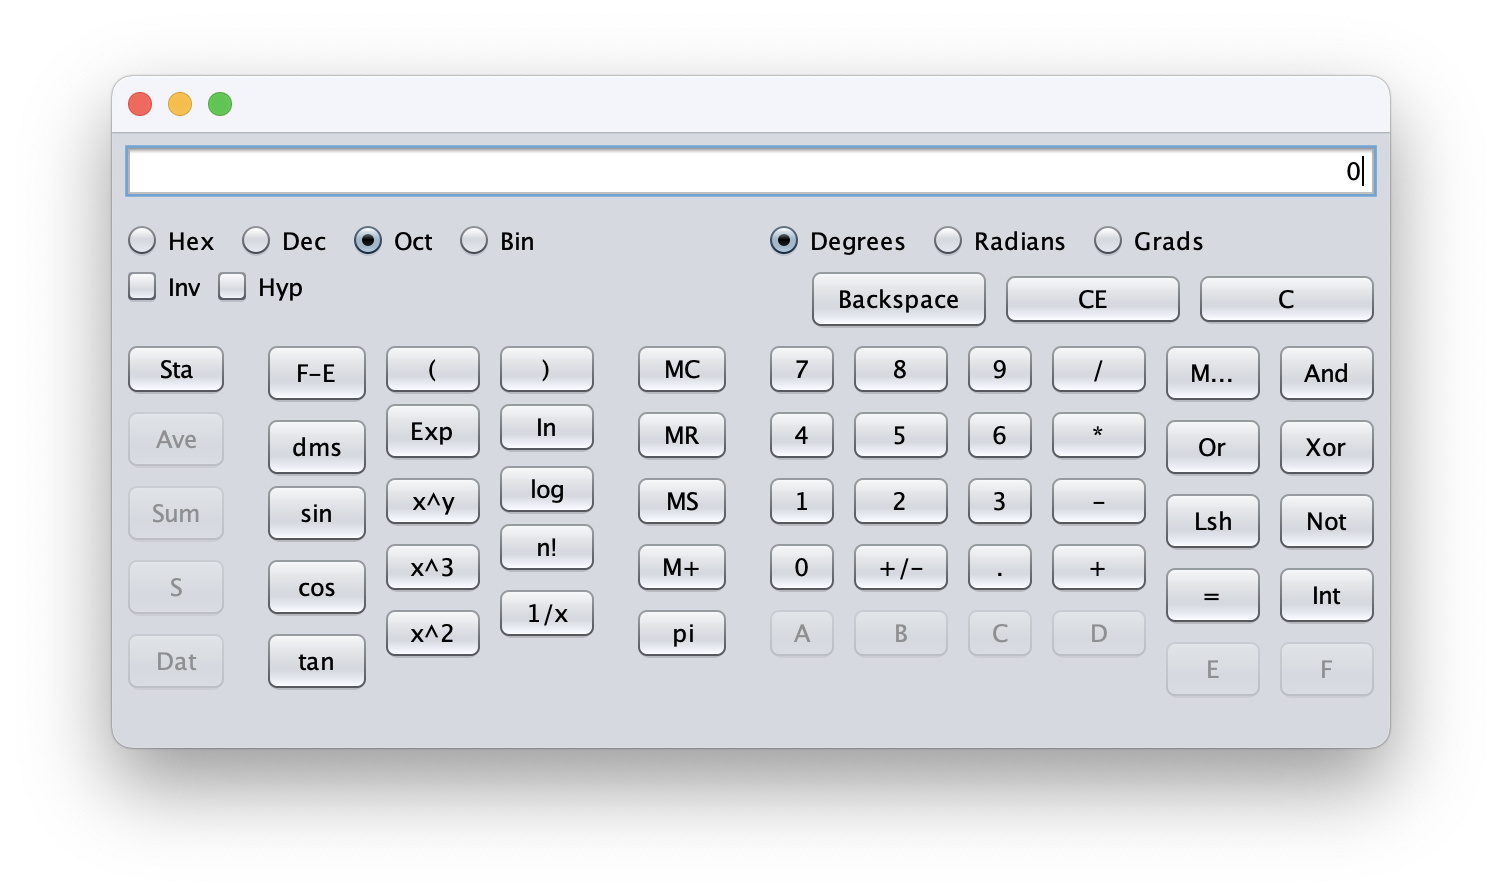 0
Hex Dec Oct Bin Degrees Radians Grads
Inv Hyp Backspace CE C
Sta F-E ( ) MC 7 8 9 / M... And
Ave dms Exp ln MR 4 5 6 * Or Xor
Sum sin x^y log MS 1 2 3 - Lsh Not
S cos x^3 n! M+ 0 +/- . + = Int
Dat tan x^2 1/x pi A B C D E F